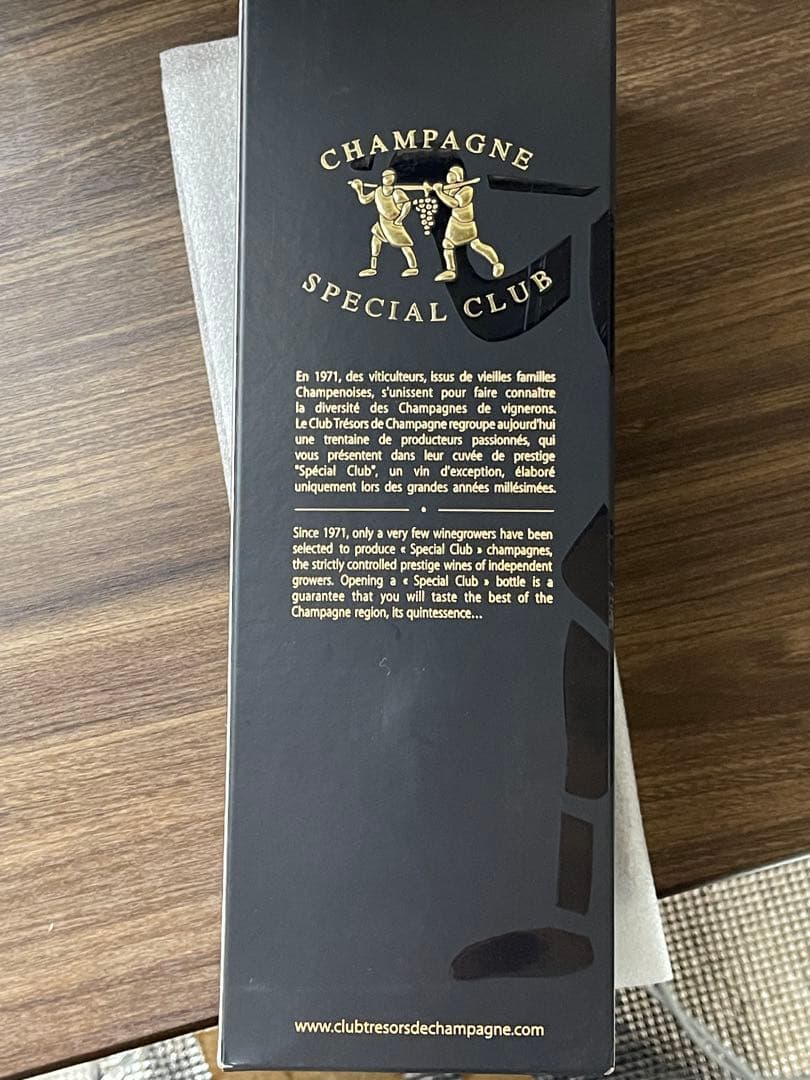 CHAMPAGNE
SPECIAL CLUB
En 1971, des viticulteurs, issus de vieilles familles
Champenoises, s'unissent pour faire connaître
la diversité des Champagnes de vignerons.
Le Club Trésors de Champagne regroupe aujourd'hui
une trentaine de producteurs passionnés, qui
vous présentent dans leur cuvée de prestige
"Spécial Club", un vin d'exception, élaboré
uniquement lors des grandes années millésimées.
Since 1971, only a very few winegrowers have been
selected to produce « Special Club » champagnes,
the strictly controlled prestige wines of independent
growers. Opening a « Special Club » bottle is a
guarantee that you will taste the best of the
Champagne region, its quintessence...
www.clubtresorsdechampagne.com